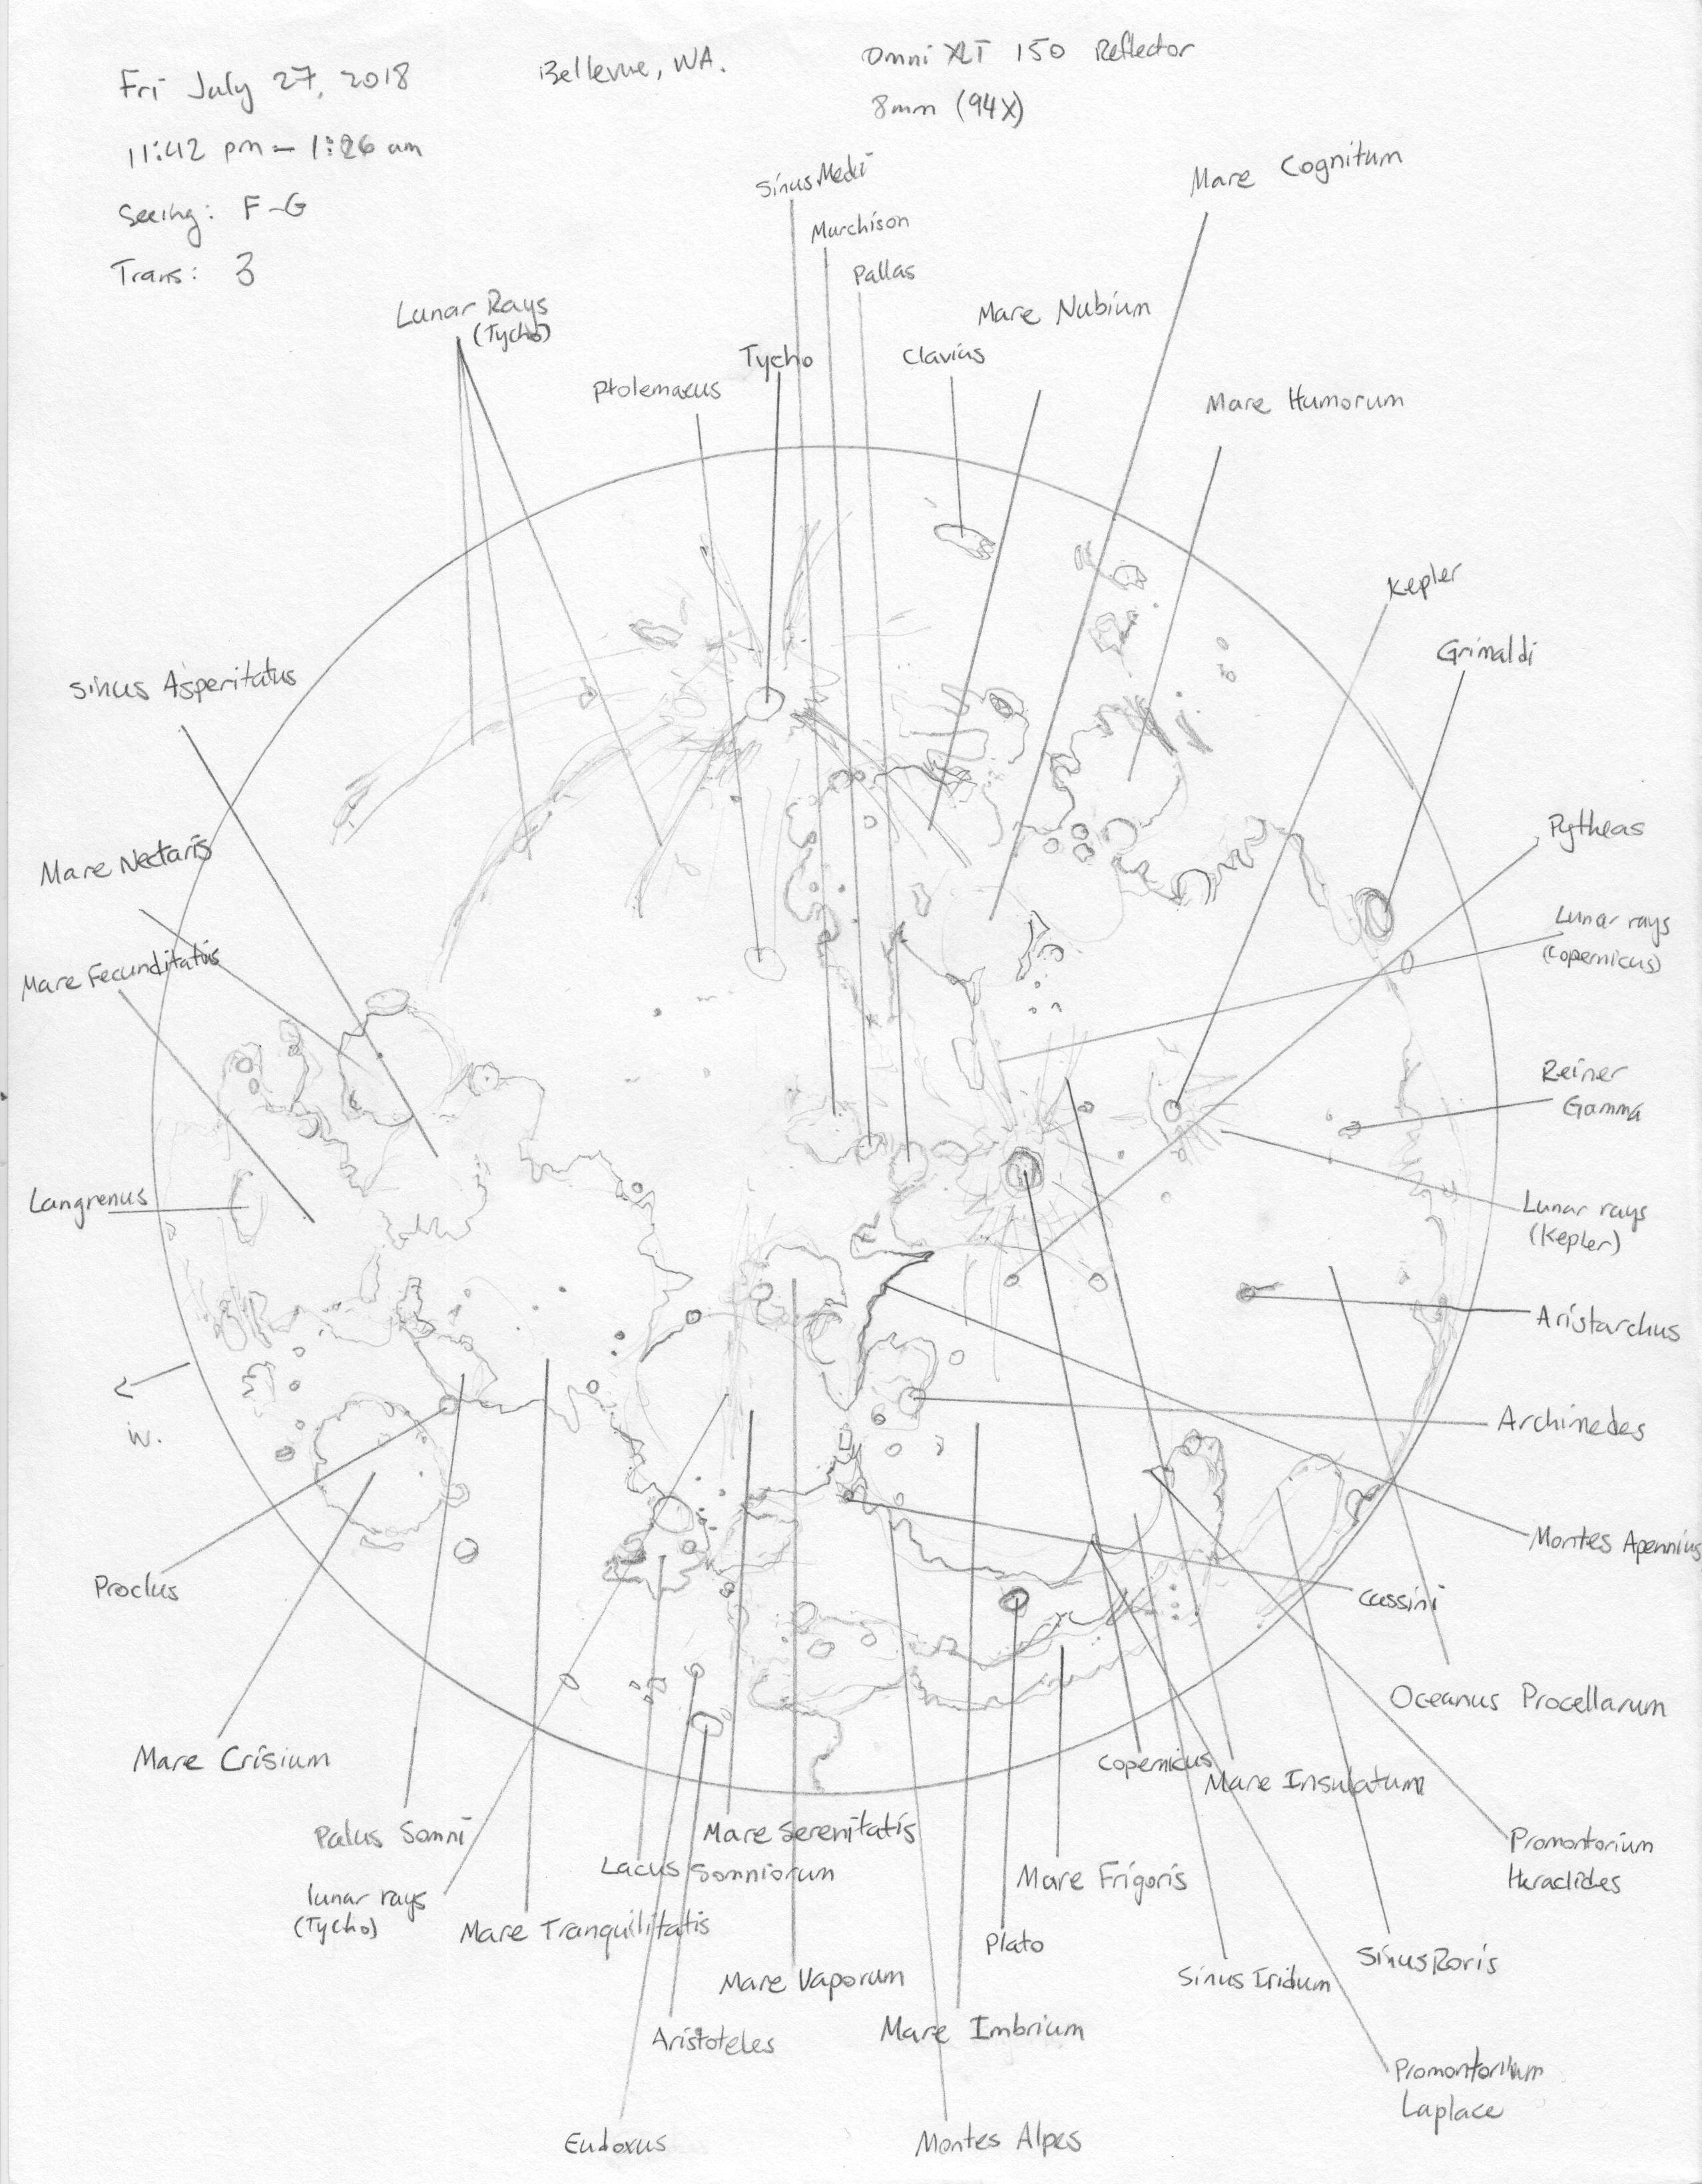 Fri July 27, 2018
Bellevue, WA.
Omni XLT 150 Reflector
8mm (94X)
11:42 pm - 1:26 am
Seeing: F-G
Trans: 3
Sinus Medii
Murchison
Pallas
Mare Cognitum
Lunar Rays
(Tycho)
Mare Nubium
Tycho
Clavius
Ptolemaeus
Mare Humorum
Kepler
Grimaldi
Sinus Asperitatus
Pytheas
Mare Nectaris
Lunar rays
(Copernicus)
Mare Fecunditatis
Reiner
Gamma
Langrenus
Lunar rays
(Kepler)
Aristarchus
W.
Archimedes
Montes Apennius
Proclus
Cassini
Oceanus Procellarum
Mare Crisium
Copernicus
Mare Insulatum
Palus Somni
Mare Serenitatis
Promontorium
Heraclides
Lacus Somniorum
Mare Frigoris
lunar rays
(Tycho)
Mare Tranquilitatis
Plato
Sinus Roris
Mare Vaporum
Sinus Iridum
Aristoteles
Mare Imbrium
Promontorium
Laplace
Eudoxus
Montes Alpes